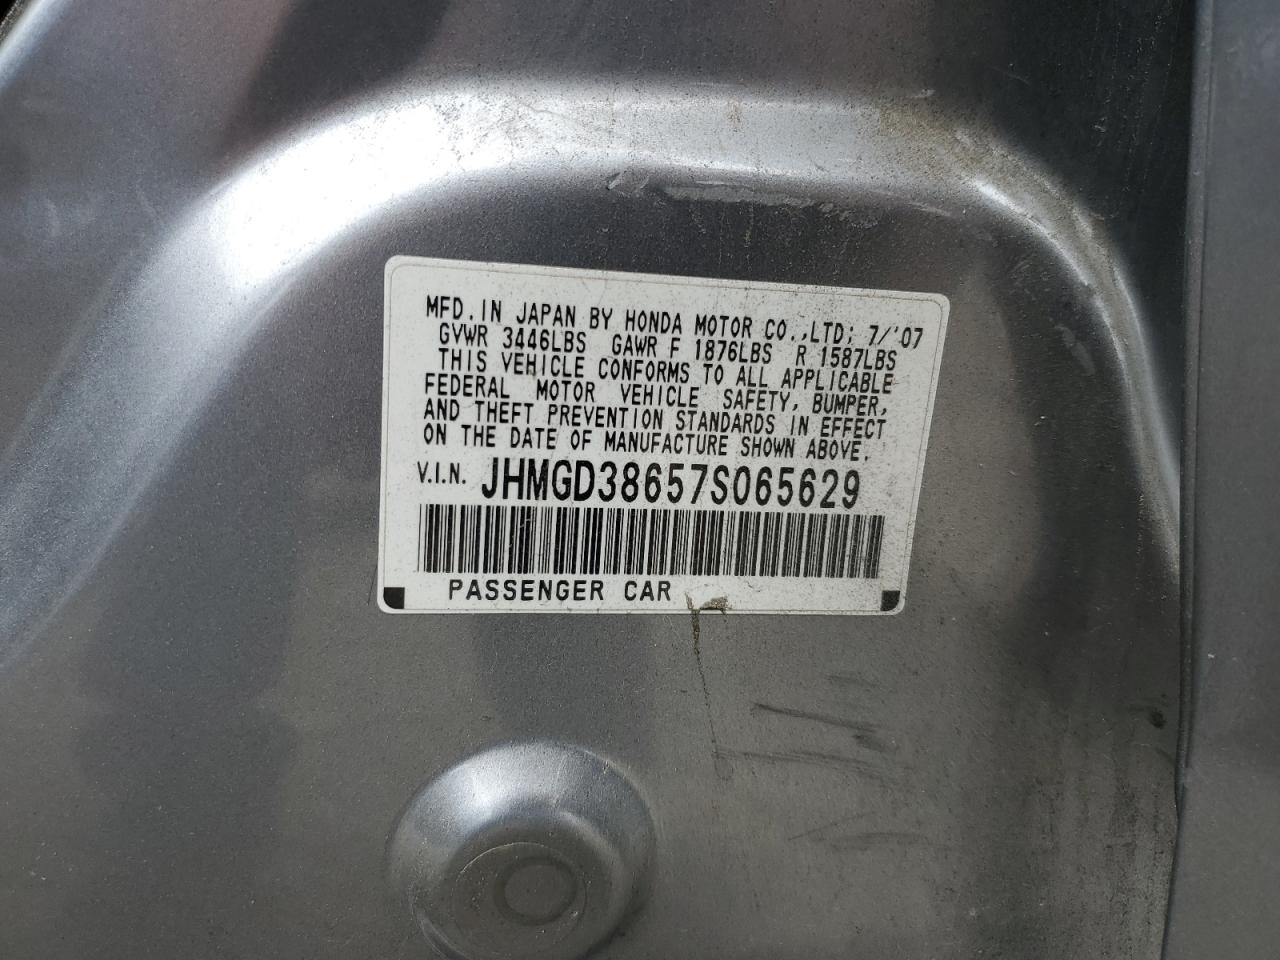 MFD. IN JAPAN BY HONDA MOTOR CO., LTD; 7/'07
GVWR 3446LBS GAWR F 1876LBS R 1587LBS
THIS VEHICLE CONFORMS TO ALL APPLICABLE
FEDERAL MOTOR VEHICLE SAFETY, BUMPER,
AND THEFT PREVENTION STANDARDS IN EFFECT
ON THE DATE OF MANUFACTURE SHOWN ABOVE.
V.I.N. JHMGD38657S065629
PASSENGER CAR